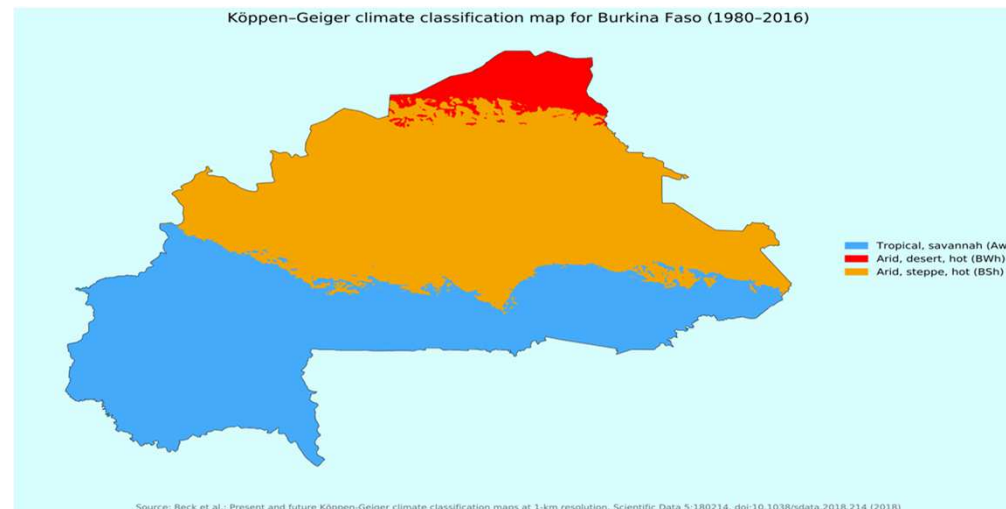 Köppen–Geiger climate classification map for Burkina Faso (1980–2016)
Tropical, savannah (Aw
Arid, desert, hot (BWh)
Arid, steppe, hot (BSh)
Source: Beck et al.: Present and future Köppen-Geiger climate classification maps at 1-km resolution, Scientific Data 5:180214, doi:10.1038/sdata.2018.214 (2018)